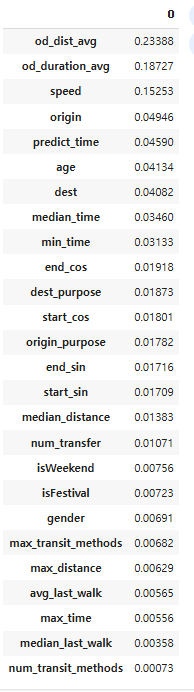 0
od_dist_avg 0.23388
od_duration_avg 0.18727
speed 0.15253
origin 0.04946
predict_time 0.04590
age 0.04134
dest 0.04082
median_time 0.03460
min_time 0.03133
end_cos 0.01918
dest_purpose 0.01873
start_cos 0.01801
origin_purpose 0.01782
end_sin 0.01716
start_sin 0.01709
median_distance 0.01383
num_transfer 0.01071
isWeekend 0.00756
isFestival 0.00723
gender 0.00691
max_transit_methods 0.00682
max_distance 0.00629
avg_last_walk 0.00565
max_time 0.00556
median_last_walk 0.00358
num_transit_methods 0.00073